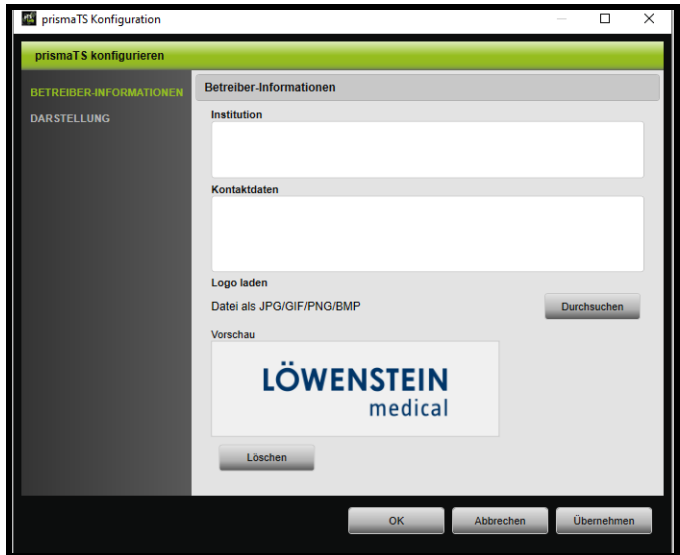 prismaTS Konfiguration
prismaTS konfigurieren
BETREIBER-INFORMATIONEN
DARSTELLUNG
Betreiber-Informationen
Institution
Kontaktdaten
Logo laden
Datei als JPG/GIF/PNG/BMP
Durchsuchen
Vorschau
LÖWENSTEIN
medical
Löschen
OK
Abbrechen
Übernehmen